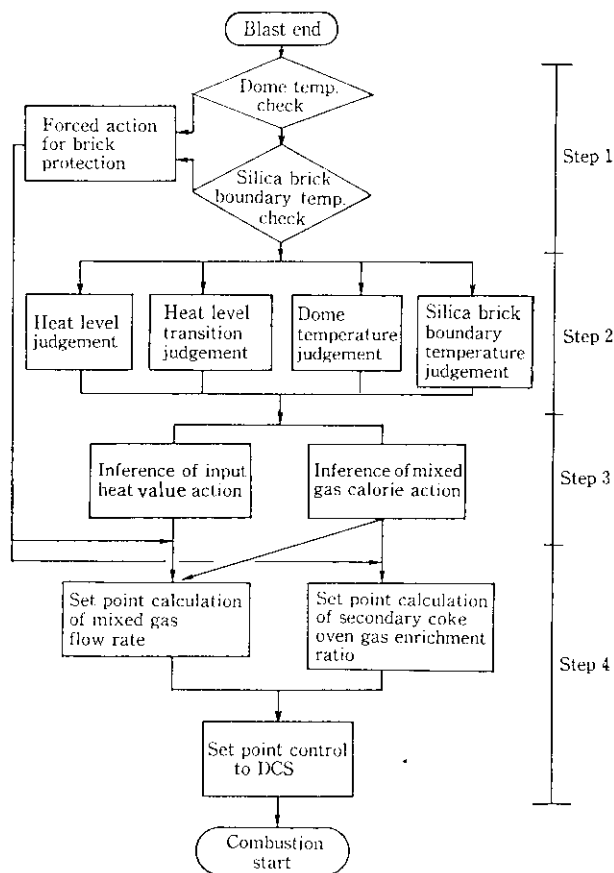 Blast end
Dome temp.
check
Forced action
for brick
protection
Silica brick
boundary temp.
check
Step 1
Heat level
judgement
Heat level
transition
judgement
Dome
temperature
judgement
Silica brick
boundary
temperature
judgement
Step 2
Inference of input
heat value action
Inference of mixed
gas calorie action
Step 3
Set point calculation
of mixed gas
flow rate
Set point calculation
of secondary coke
oven gas enrichment
ratio
Step 4
Set point control
to DCS
Combustion
start